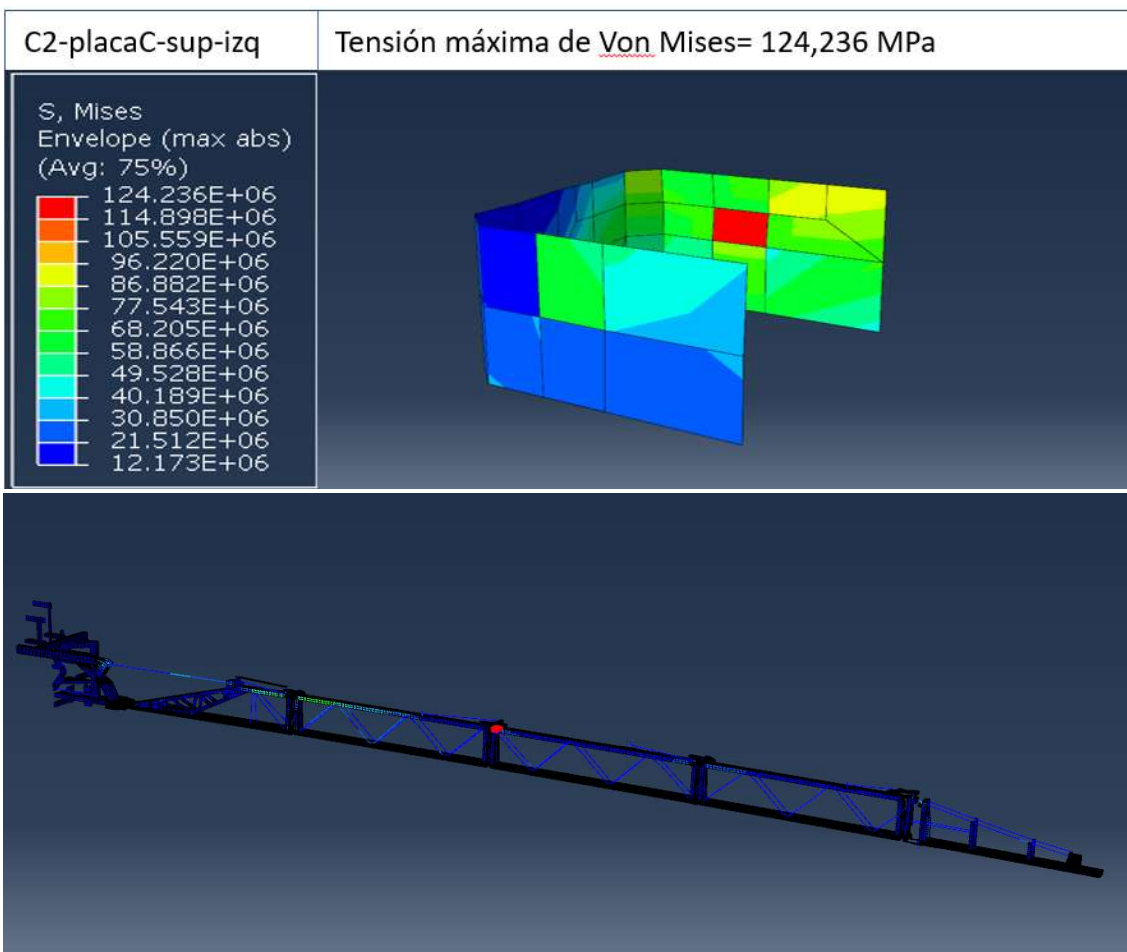 C2-placaC-sup-izq
Tensión máxima de Von Mises= 124,236 MPa
S, Mises
Envelope (max abs)
(Avg: 75%)
124.236E+06
114.898E+06
105.559E+06
96.220E+06
86.882E+06
77.543E+06
68.205E+06
58.866E+06
49.528E+06
40.189E+06
30.850E+06
21.512E+06
12.173E+06